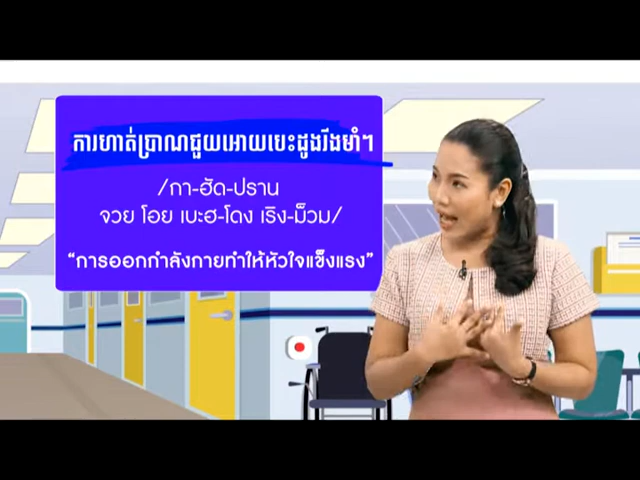 ការហាត់ប្រាណជួយអោយបេះដូងរឹងមាំ។
/กา-ฮัด-ปราน
จวย โอย เบะฮ-โดง เริง-ม็วม/
“การออกกำลังกายทำให้หัวใจแข็งแรง”